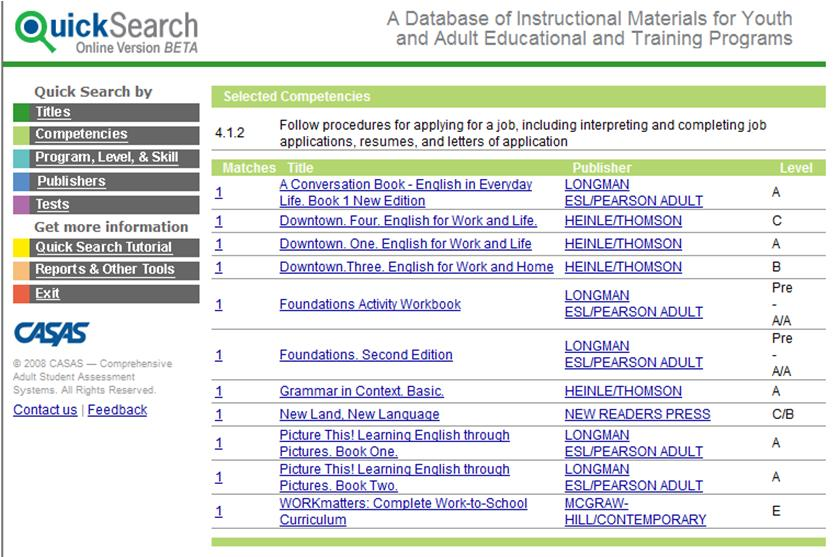 QuickSearch
Online Version BETA
A Database of Instructional Materials for Youth
and Adult Educational and Training Programs
Quick Search by
Titles
Competencies
Program, Level, & Skill
Publishers
Tests
Get more information
Quick Search Tutorial
Reports & Other Tools
Exit
CASAS
© 2008 CASAS — Comprehensive
Adult Student Assessment
Systems. All Rights Reserved.
Contact us | Feedback
Selected Competencies
4.1.2 Follow procedures for applying for a job, including interpreting and completing job
applications, resumes, and letters of application
Matches Title Publisher Level
1 A Conversation Book - English in Everyday LONGMAN A
Life. Book 1 New Edition ESL/PEARSON ADULT
1 Downtown. Four. English for Work and Life. HEINLE/THOMSON C
1 Downtown. One. English for Work and Life HEINLE/THOMSON A
1 Downtown.Three. English for Work and Home HEINLE/THOMSON B
1 Foundations Activity Workbook LONGMAN Pre
ESL/PEARSON ADULT -
A/A
1 Foundations. Second Edition LONGMAN Pre
ESL/PEARSON ADULT -
A/A
1 Grammar in Context. Basic. HEINLE/THOMSON A
1 New Land, New Language NEW READERS PRESS C/B
1 Picture This! Learning English through LONGMAN A
Pictures. Book One. ESL/PEARSON ADULT
1 Picture This! Learning English through LONGMAN A
Pictures. Book Two. ESL/PEARSON ADULT
1 WORKmatters: Complete Work-to-School MCGRAW- E
Curriculum HILL/CONTEMPORARY